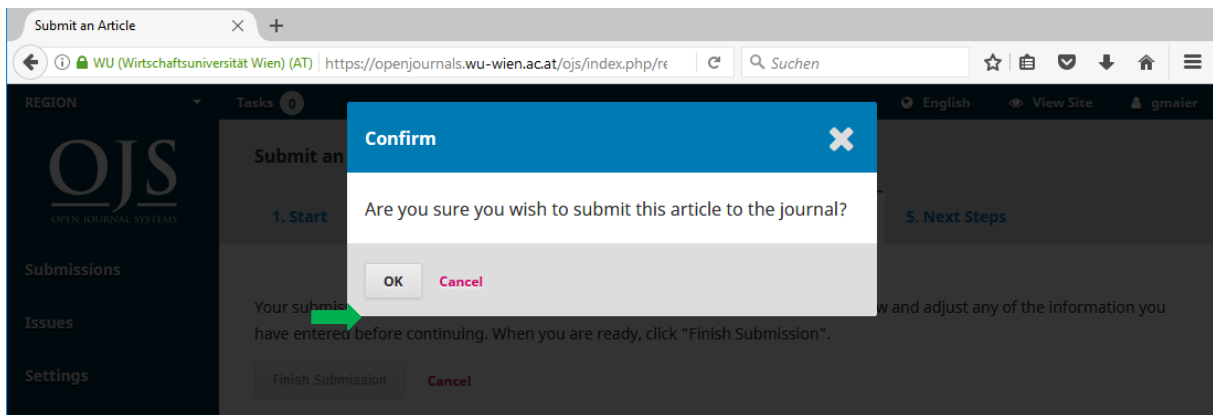 Submit an Article
WU (Wirtschaftsuniversität Wien) (AT) https://openjournals.wu-wien.ac.at/ojs/index.php/re Suchen
REGION Tasks 0 English View Site gmaier
Confirm
OJS
OPEN JOURNAL SYSTEMS
Submit an
Are you sure you wish to submit this article to the journal?
1. Start 5. Next Steps
Submissions
OK Cancel
Your submis w and adjust any of the information you
Issues
have entered before continuing. When you are ready, click "Finish Submission".
Settings
Finish Submission Cancel